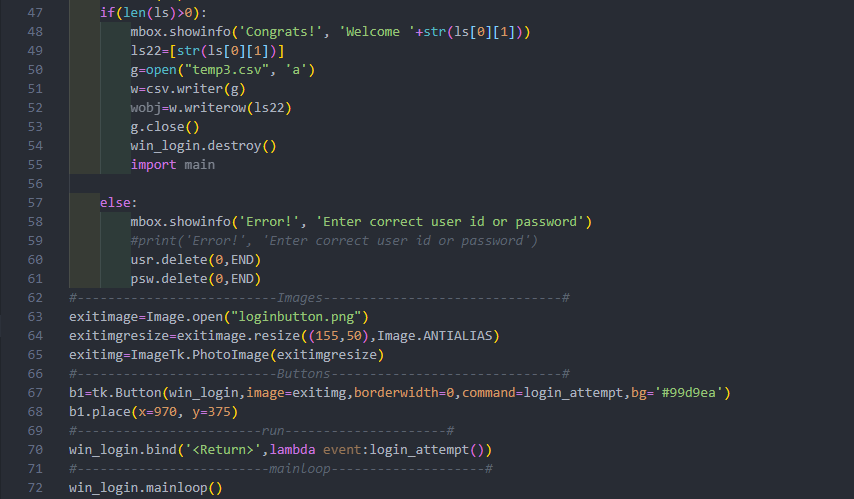 47 if(len(ls)>0):
48 mbox.showinfo('Congrats!', 'Welcome '+str(ls[0][1]))
49 ls22=[str(ls[0][1])]
50 g=open("temp3.csv", 'a')
51 w=csv.writer(g)
52 wobj=w.writerow(ls22)
53 g.close()
54 win_login.destroy()
55 import main
56
57 else:
58 mbox.showinfo('Error!', 'Enter correct user id or password')
59 #print('Error!', 'Enter correct user id or password')
60 usr.delete(0,END)
61 psw.delete(0,END)
62 #--------------------------Images-------------------------------#
63 exitimage=Image.open("loginbutton.png")
64 exitimgresize=exitimage.resize((155,50),Image.ANTIALIAS)
65 exitimg=ImageTk.PhotoImage(exitimgresize)
66 #--------------------------Buttons------------------------------#
67 b1=tk.Button(win_login,image=exitimg,borderwidth=0,command=login_attempt,bg='#99d9ea')
68 b1.place(x=970, y=375)
69 #------------------------run---------------------#
70 win_login.bind('<Return>',lambda event:login_attempt())
71 #-------------------------mainloop--------------------#
72 win_login.mainloop()